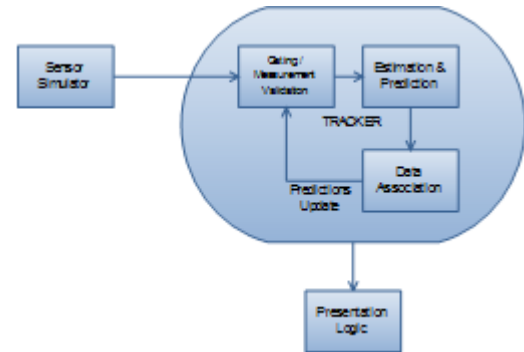 Sensor
Simulator
Gating /
Measurement
Validation
Estimation &
Prediction
TRACKER
Data
Association
Predictions
Update
Presentation
Logic